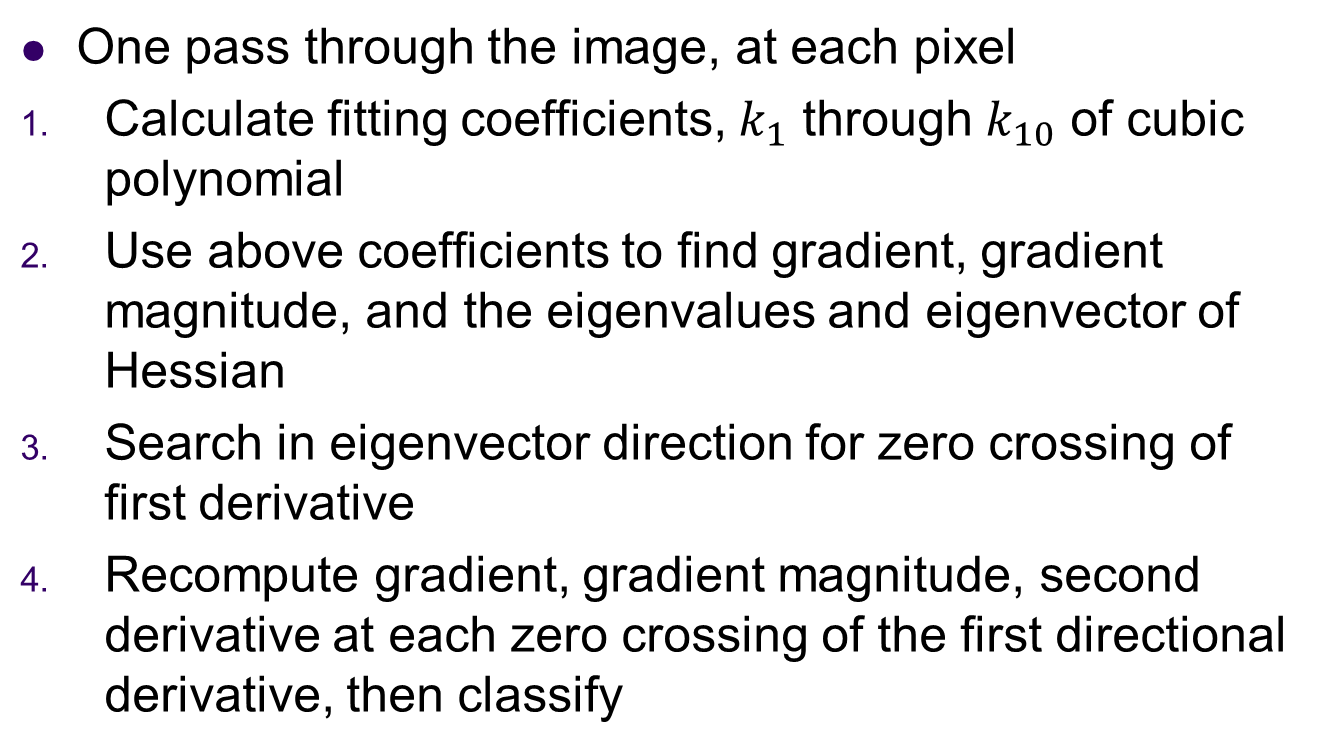 ● One pass through the image, at each pixel
1. Calculate fitting coefficients, k₁ through k₁₀ of cubic
polynomial
2. Use above coefficients to find gradient, gradient
magnitude, and the eigenvalues and eigenvector of
Hessian
3. Search in eigenvector direction for zero crossing of
first derivative
4. Recompute gradient, gradient magnitude, second
derivative at each zero crossing of the first directional
derivative, then classify